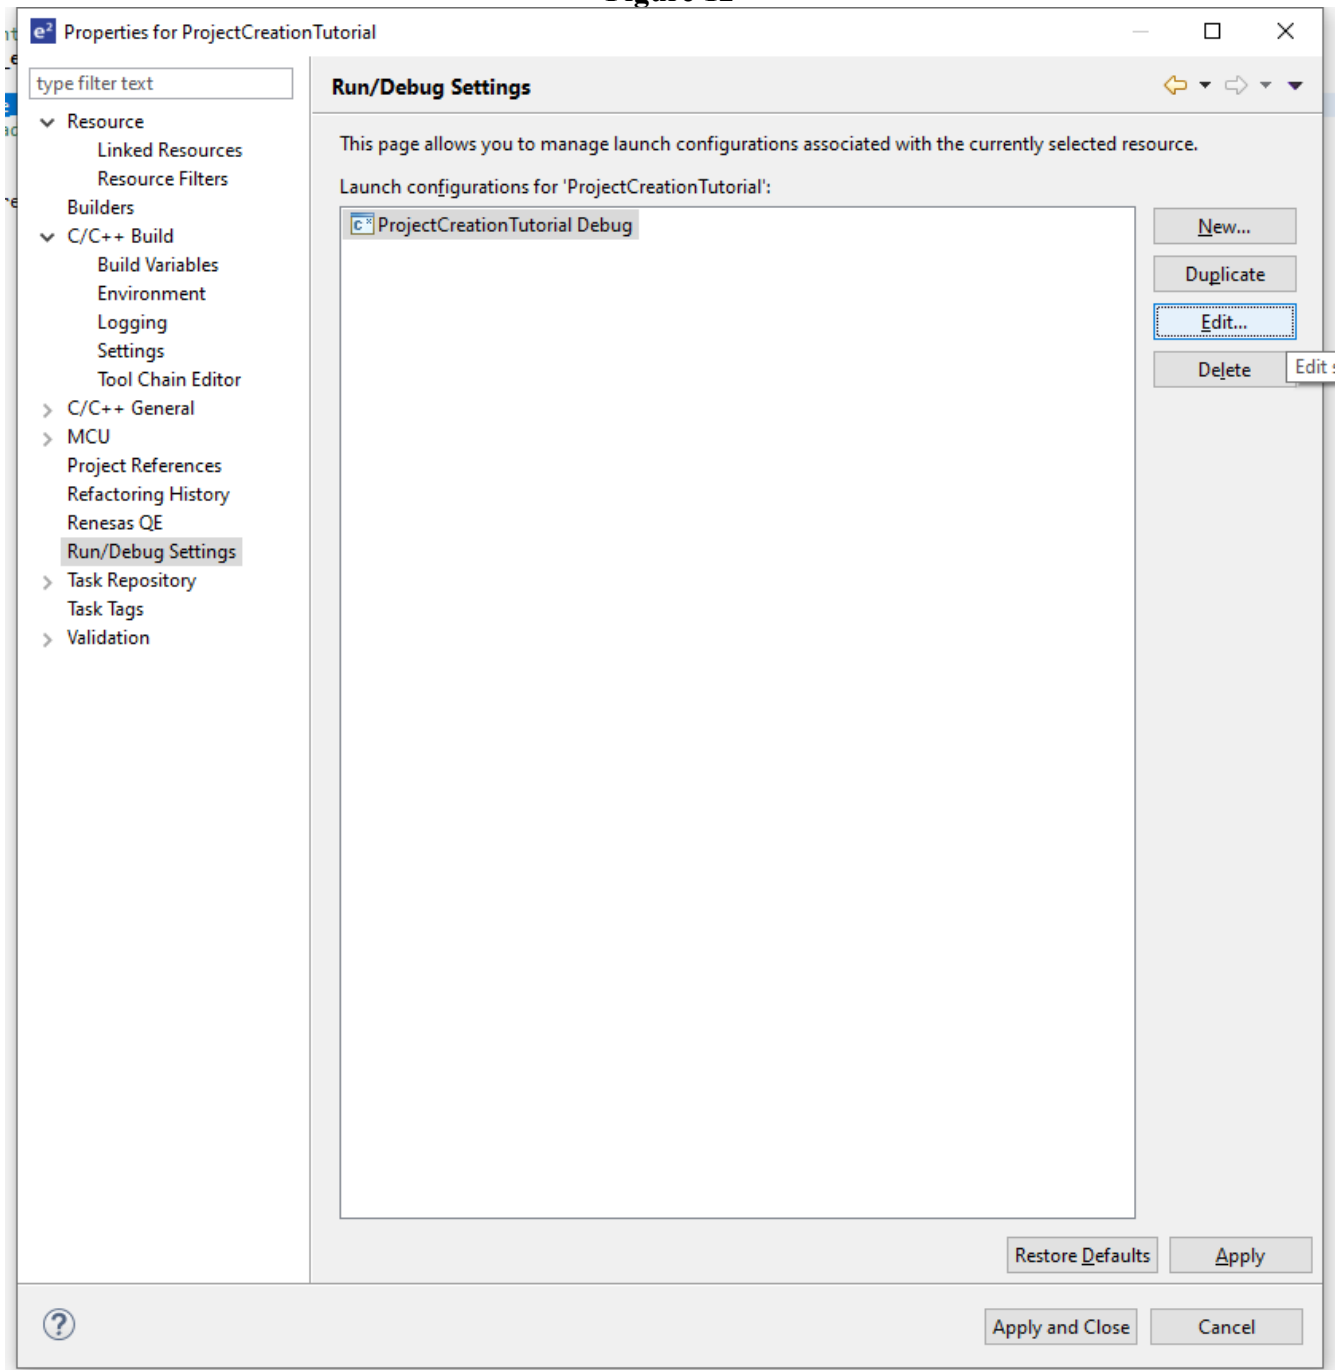 e² Properties for ProjectCreationTutorial
type filter text
Resource
Linked Resources
Resource Filters
Builders
C/C++ Build
Build Variables
Environment
Logging
Settings
Tool Chain Editor
C/C++ General
MCU
Project References
Refactoring History
Renesas QE
Run/Debug Settings
Task Repository
Task Tags
Validation
Run/Debug Settings
This page allows you to manage launch configurations associated with the currently selected resource.
Launch configurations for 'ProjectCreationTutorial':
ProjectCreationTutorial Debug
New...
Duplicate
Edit...
Delete
Edit
Restore Defaults
Apply
Apply and Close
Cancel